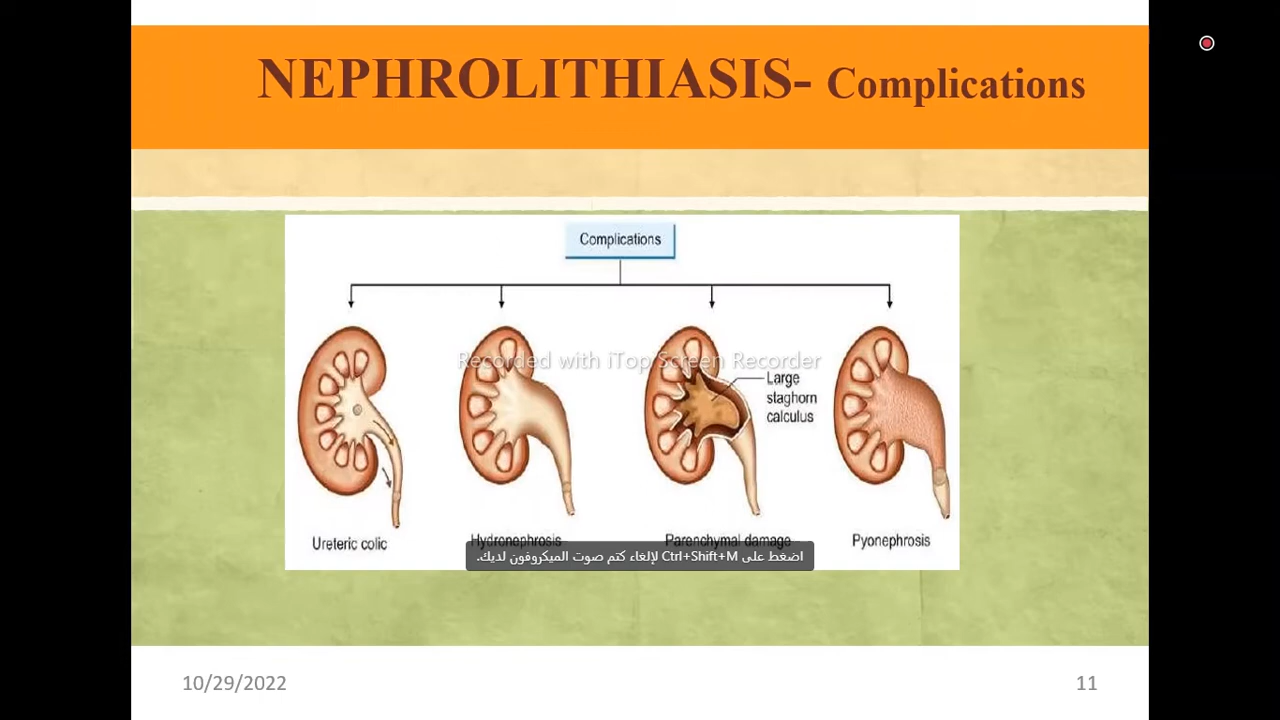 NEPHROLITHIASIS- Complications
Complications
Recorded with iTop Screen Recorder
Large
staghorn
calculus
Ureteric colic
Hydronephrosis
Parenchymal damage
Pyonephrosis
اضغط على Ctrl+Shift+M لإلغاء كتم صوت الميكروفون لديك.
10/29/2022
11